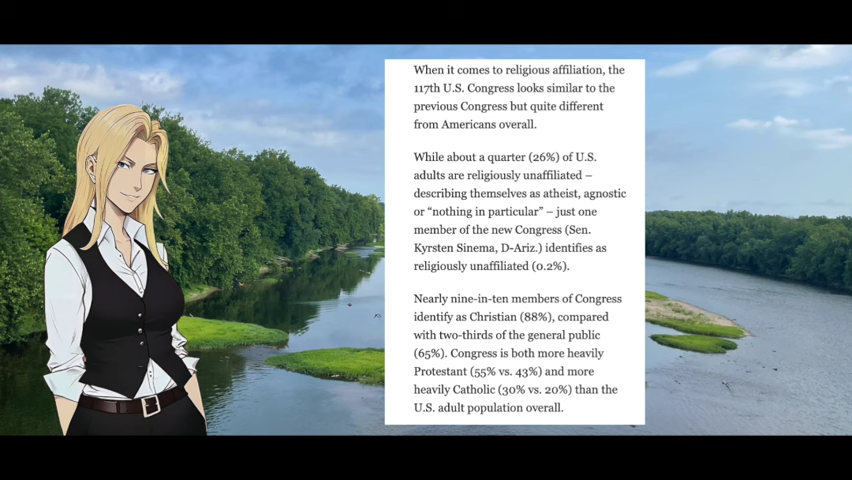 When it comes to religious affiliation, the
117th U.S. Congress looks similar to the
previous Congress but quite different
from Americans overall.
While about a quarter (26%) of U.S.
adults are religiously unaffiliated –
describing themselves as atheist, agnostic
or “nothing in particular” – just one
member of the new Congress (Sen.
Kyrsten Sinema, D-Ariz.) identifies as
religiously unaffiliated (0.2%).
Nearly nine-in-ten members of Congress
identify as Christian (88%), compared
with two-thirds of the general public
(65%). Congress is both more heavily
Protestant (55% vs. 43%) and more
heavily Catholic (30% vs. 20%) than the
U.S. adult population overall.